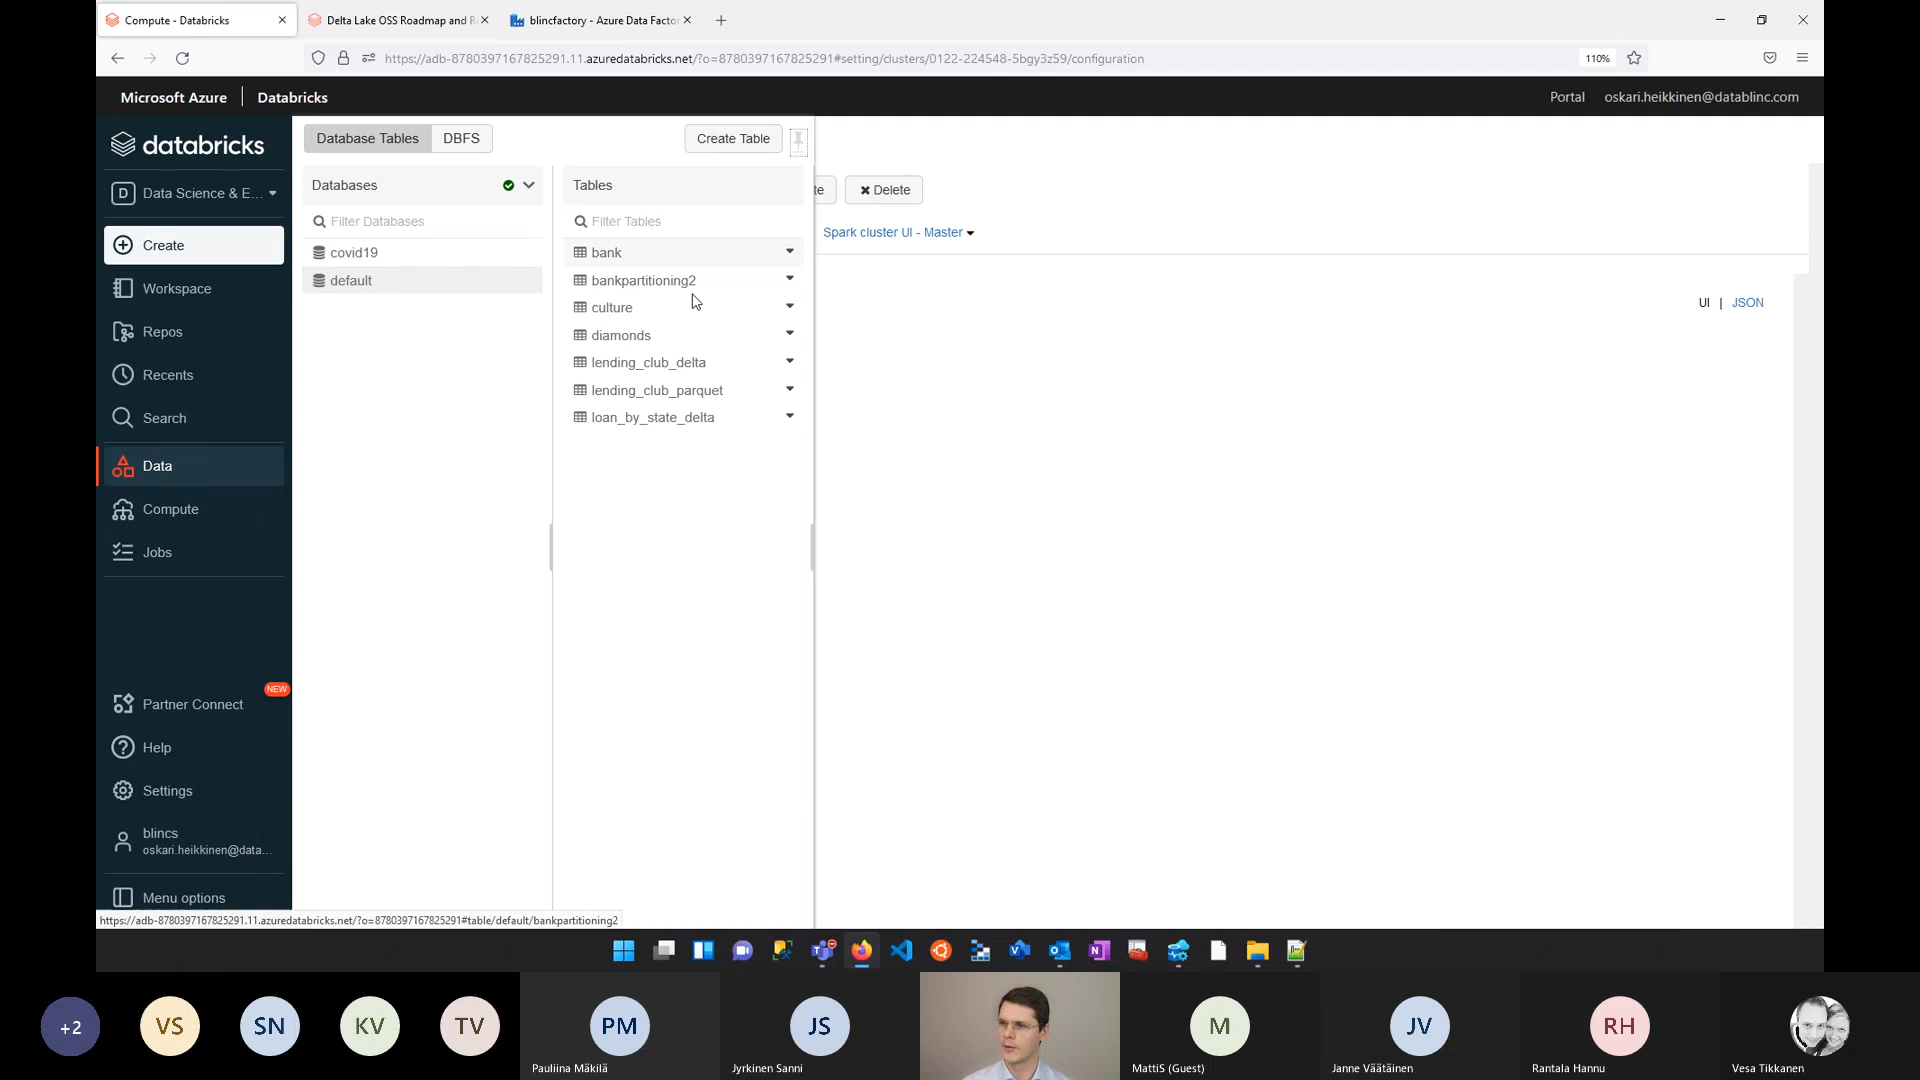 Compute - Databricks
Delta Lake OSS Roadmap and R
blincfactory - Azure Data Facto
https://adb-8780397167825291.11.azuredatabricks.net/?o=8780397167825291#setting/clusters/0122-224548-5bgy3z59/configuration
110%
Microsoft Azure
Databricks
Portal
oskari.heikkinen@datablinc.com
databricks
Database Tables
DBFS
Create Table
D
Data Science & E...
Databases
Tables
te
Delete
Filter Databases
Filter Tables
Spark cluster UI - Master
Create
covid19
bank
default
bankpartitioning2
Workspace
UI | JSON
culture
Repos
diamonds
lending_club_delta
Recents
lending_club_parquet
Search
loan_by_state_delta
Data
Compute
Jobs
NEW
Partner Connect
Help
Settings
blincs
oskari.heikkinen@data...
Menu options
https://adb-8780397167825291.11.azuredatabricks.net/?o=8780397167825291#table/default/bankpartitioning2
+2
VS
SN
KV
TV
PM
JS
M
JV
RH
Pauliina Mäkilä
Jyrkinen Sanni
MattiS (Guest)
Janne Väätäinen
Rantala Hannu
Vesa Tikkanen